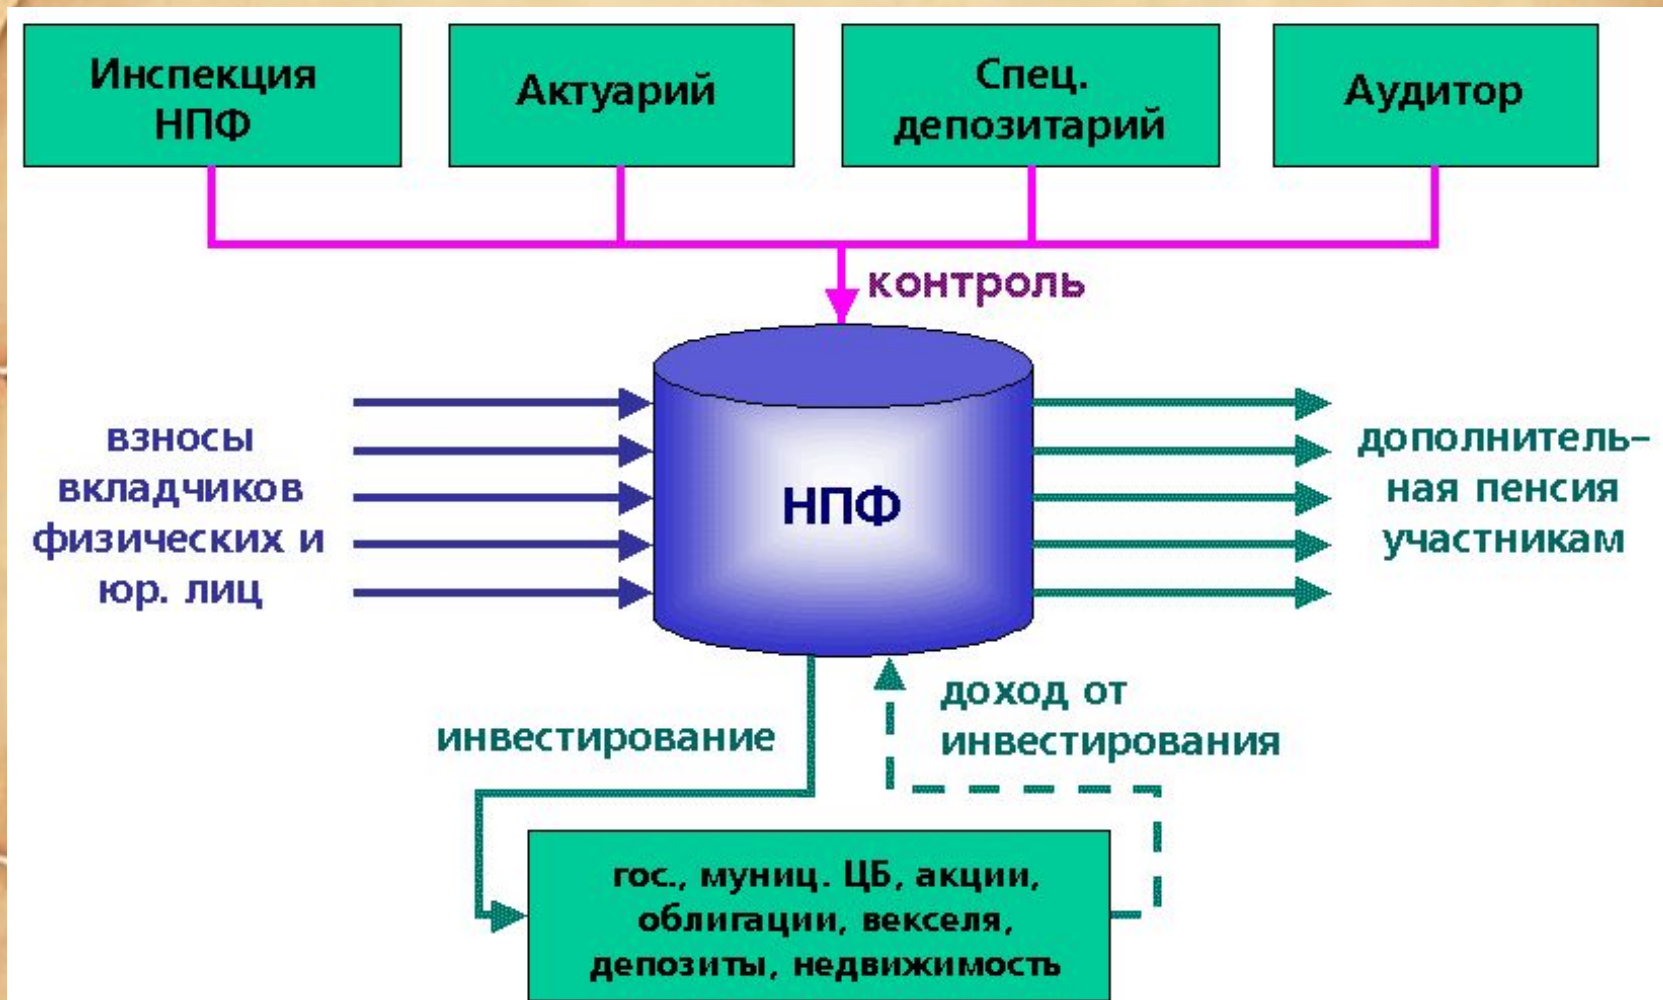 Инспекция
НПФ
Актуарий
Спец.
депозитарий
Аудитор
контроль
взносы
вкладчиков
физических и
юр. лиц
НПФ
дополнитель–
ная пенсия
участникам
инвестирование
доход от
инвестирования
гос., муниц. ЦБ, акции,
облигации, векселя,
депозиты, недвижимость